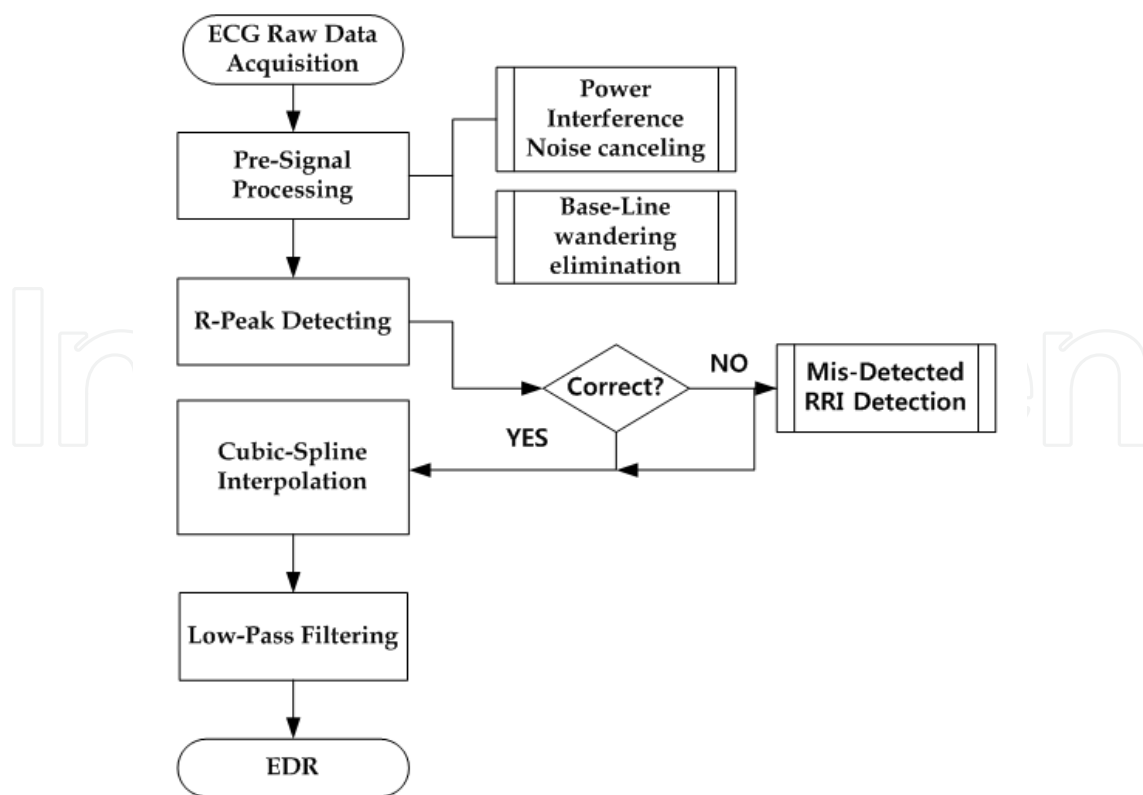 ECG Raw Data
Acquisition
Power
Interference
Noise canceling
Pre-Signal
Processing
Base-Line
wandering
elimination
R-Peak Detecting
Correct?
NO
Mis-Detected
RRI Detection
YES
Cubic-Spline
Interpolation
Low-Pass Filtering
EDR